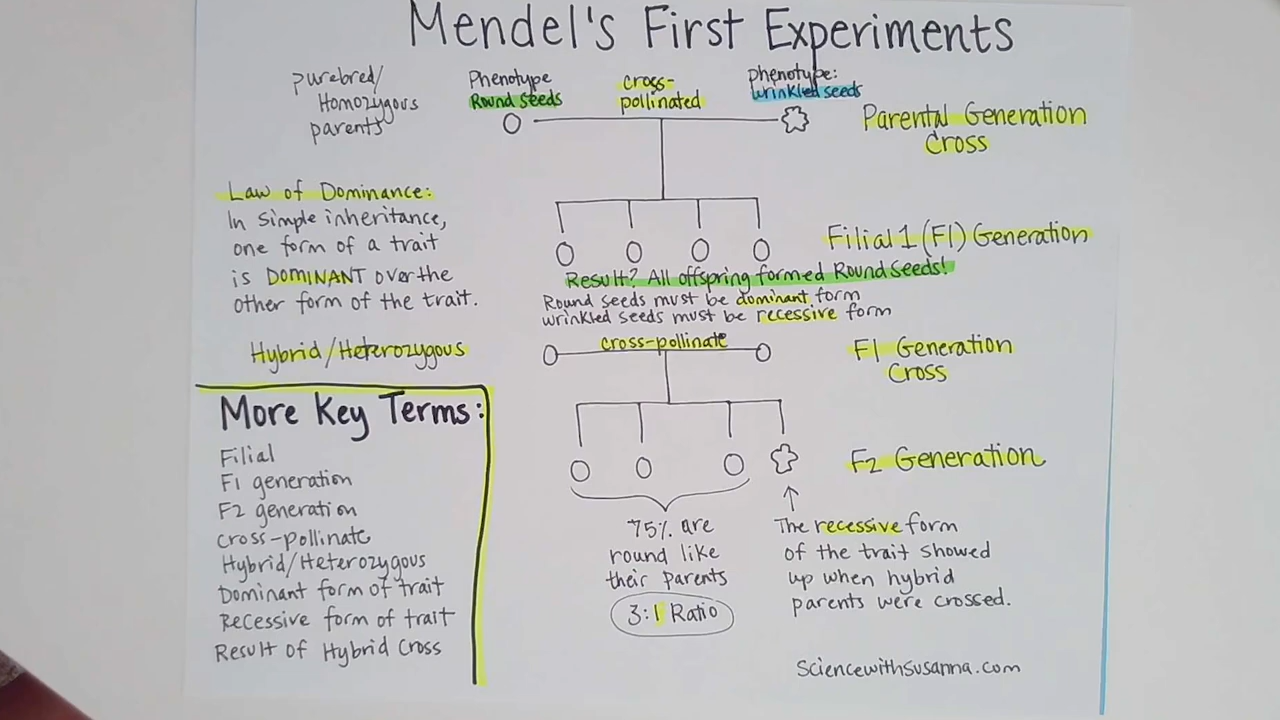 Mendel's First Experiments
purebred/
Homozygous
parents
Phenotype
Round Seeds
cross-
pollinated
phenotype:
wrinkled seeds
Parental Generation
Cross
Law of Dominance:
In simple inheritance,
one form of a trait
is DOMINANT over the
other form of the trait.
Filial 1 (F1) Generation
Result? All offspring formed Round Seeds!
Round Seeds must be dominant form
wrinkled seeds must be recessive form
Hybrid/Heterozygous
cross-pollinate
F1 Generation
Cross
More Key Terms:
Filial
F1 generation
F2 generation
cross-pollinate
Hybrid/Heterozygous
Dominant form of trait
Recessive form of trait
Result of Hybrid Cross
F2 Generation
75% are
round like
their parents
3:1 Ratio
The recessive form
of the trait showed
up when hybrid
parents were crossed.
sciencewithsusanna.com